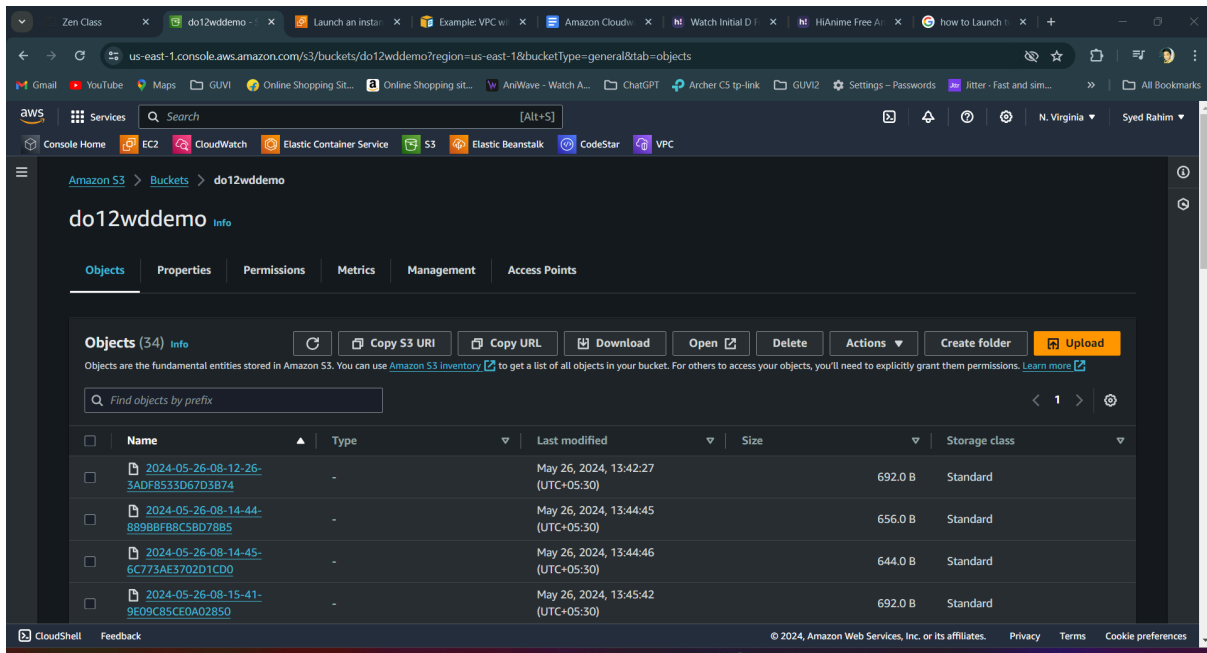 Zen Class do12wddemo - S Launch an instan Example: VPC wi Amazon Cloudw Watch Initial D F HiAnime Free An how to Launch t
us-east-1.console.aws.amazon.com/s3/buckets/do12wddemo?region=us-east-1&bucketType=general&tab=objects
Gmail YouTube Maps GUVI Online Shopping Sit... Online Shopping sit... AniWave - Watch A... ChatGPT Archer C5 tp-link GUVI2 Settings - Passwords Jitter - Fast and sim... » All Bookmarks
aws Services Search [Alt+S] N. Virginia Syed Rahim
Console Home EC2 CloudWatch Elastic Container Service S3 Elastic Beanstalk CodeStar VPC
Amazon S3 > Buckets > do12wddemo
do12wddemo Info
Objects Properties Permissions Metrics Management Access Points
Objects (34) Info Copy S3 URI Copy URL Download Open Delete Actions Create folder Upload
Objects are the fundamental entities stored in Amazon S3. You can use Amazon S3 inventory to get a list of all objects in your bucket. For others to access your objects, you'll need to explicitly grant them permissions. Learn more
Find objects by prefix < 1 >
Name Type Last modified Size Storage class
2024-05-26-08-12-26- May 26, 2024, 13:42:27
3ADF8533D67D3B74 - (UTC+05:30) 692.0 B Standard
2024-05-26-08-14-44- May 26, 2024, 13:44:45
889BBFB8C5BD78B5 - (UTC+05:30) 656.0 B Standard
2024-05-26-08-14-45- May 26, 2024, 13:44:46
6C773AE3702D1CD0 - (UTC+05:30) 644.0 B Standard
2024-05-26-08-15-41- May 26, 2024, 13:45:42
9E09C85CE0A02850 - (UTC+05:30) 692.0 B Standard
CloudShell Feedback © 2024, Amazon Web Services, Inc. or its affiliates. Privacy Terms Cookie preferences